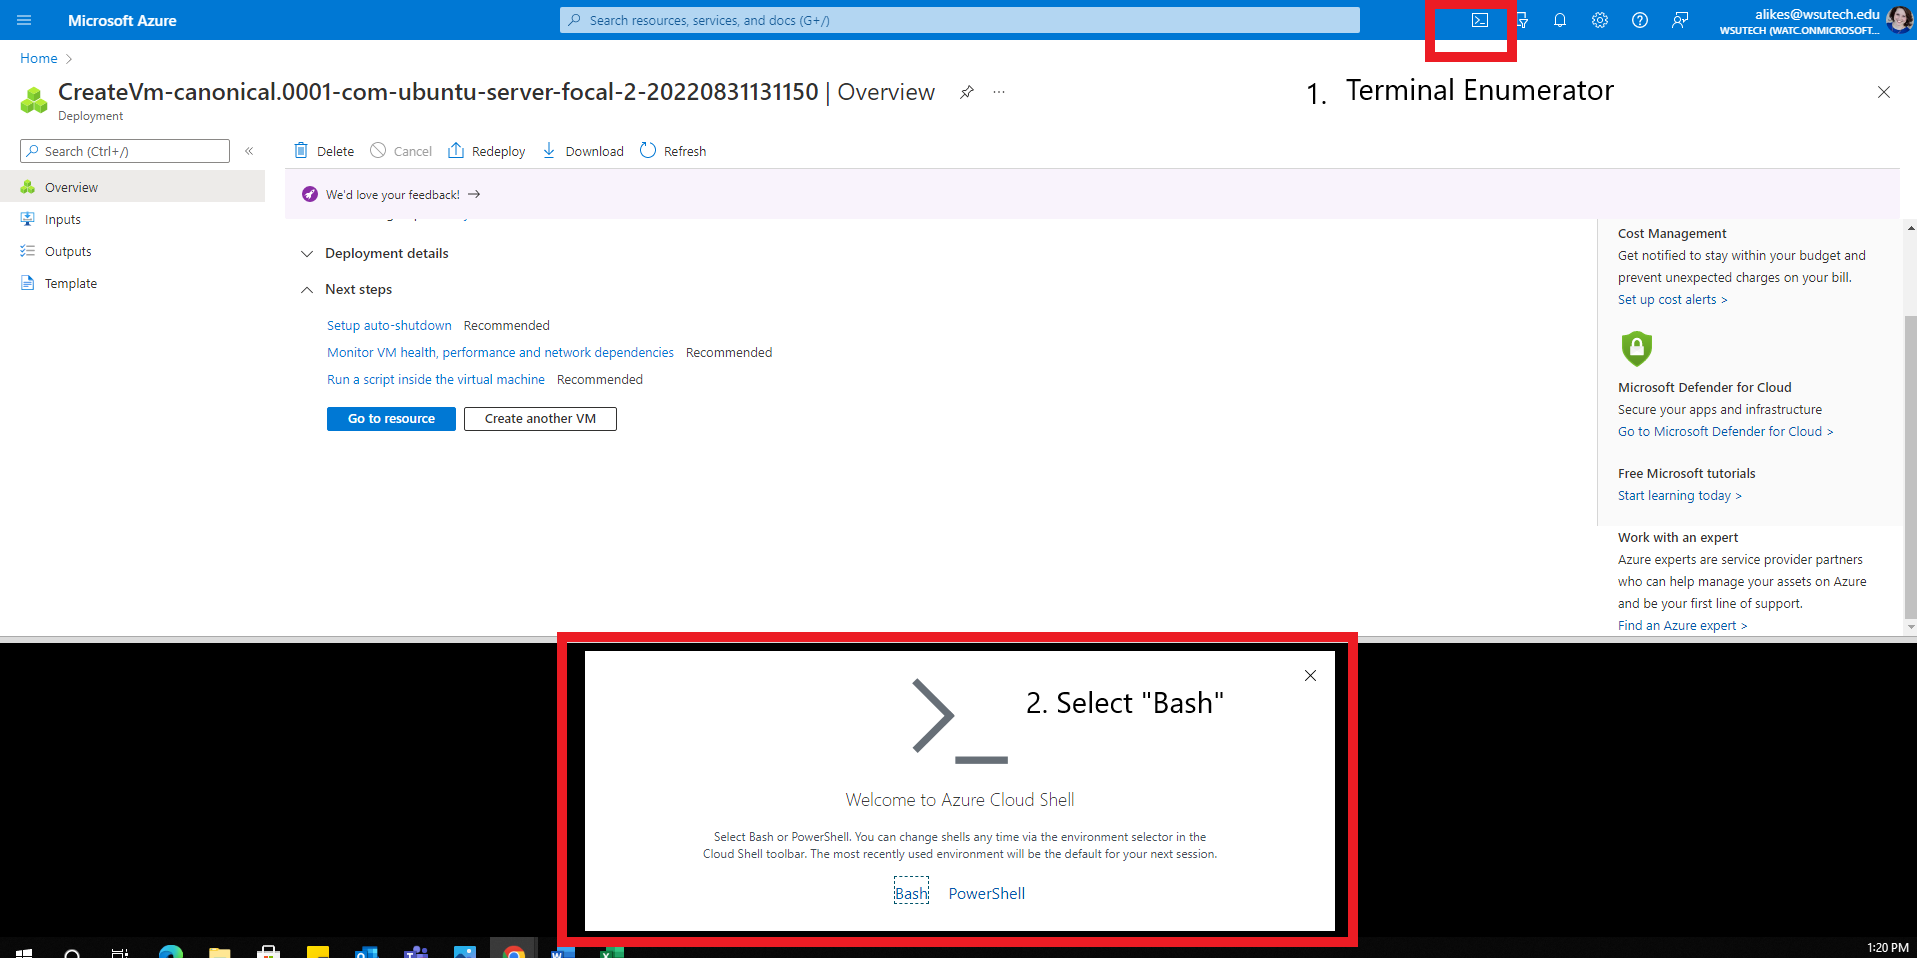 Microsoft Azure
Search resources, services, and docs (G+/)
alikes@wsutech.edu
WSUTECH (WATC.ONMICROSOFT...
Home >
CreateVm-canonical.0001-com-ubuntu-server-focal-2-20220831131150 | Overview
Deployment
1. Terminal Enumerator
Search (Ctrl+/)
«
Delete
Cancel
Redeploy
Download
Refresh
Overview
Inputs
Outputs
Template
We'd love your feedback! →
Deployment details
Next steps
Setup auto-shutdown Recommended
Monitor VM health, performance and network dependencies Recommended
Run a script inside the virtual machine Recommended
Go to resource
Create another VM
Cost Management
Get notified to stay within your budget and
prevent unexpected charges on your bill.
Set up cost alerts >
Microsoft Defender for Cloud
Secure your apps and infrastructure
Go to Microsoft Defender for Cloud >
Free Microsoft tutorials
Start learning today >
Work with an expert
Azure experts are service provider partners
who can help manage your assets on Azure
and be your first line of support.
Find an Azure expert >
2. Select "Bash"
Welcome to Azure Cloud Shell
Select Bash or PowerShell. You can change shells any time via the environment selector in the
Cloud Shell toolbar. The most recently used environment will be the default for your next session.
Bash
PowerShell
1:20 PM